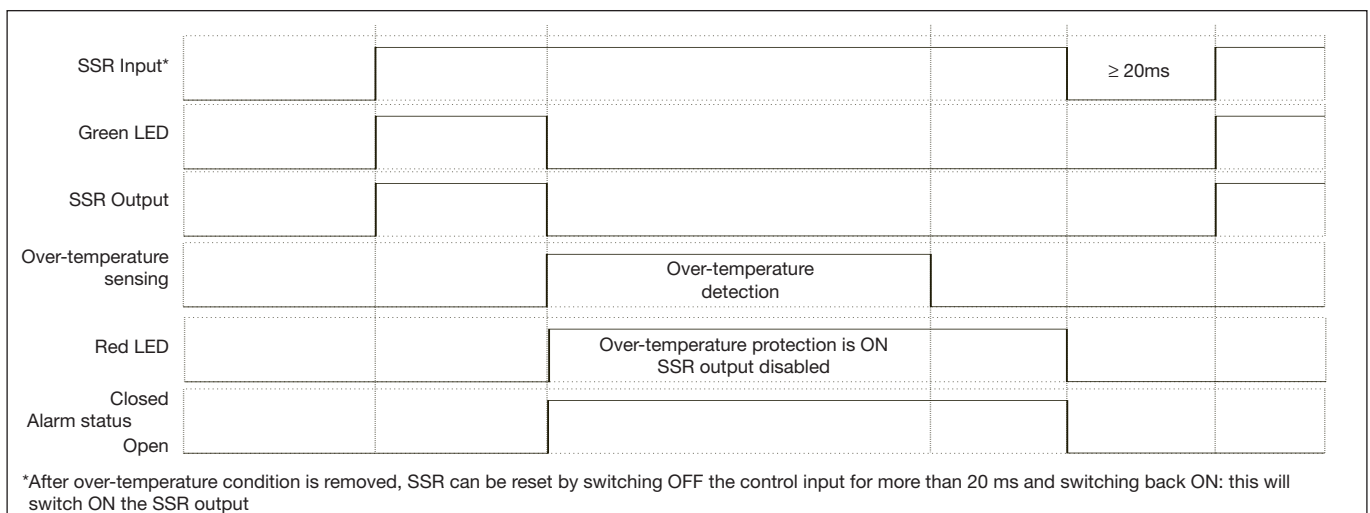 SSR Input*
≥ 20ms
Green LED
SSR Output
Over-temperature
sensing
Over-temperature
detection
Red LED
Over-temperature protection is ON
SSR output disabled
Closed
Alarm status
Open
*After over-temperature condition is removed, SSR can be reset by switching OFF the control input for more than 20 ms and switching back ON: this will
switch ON the SSR output